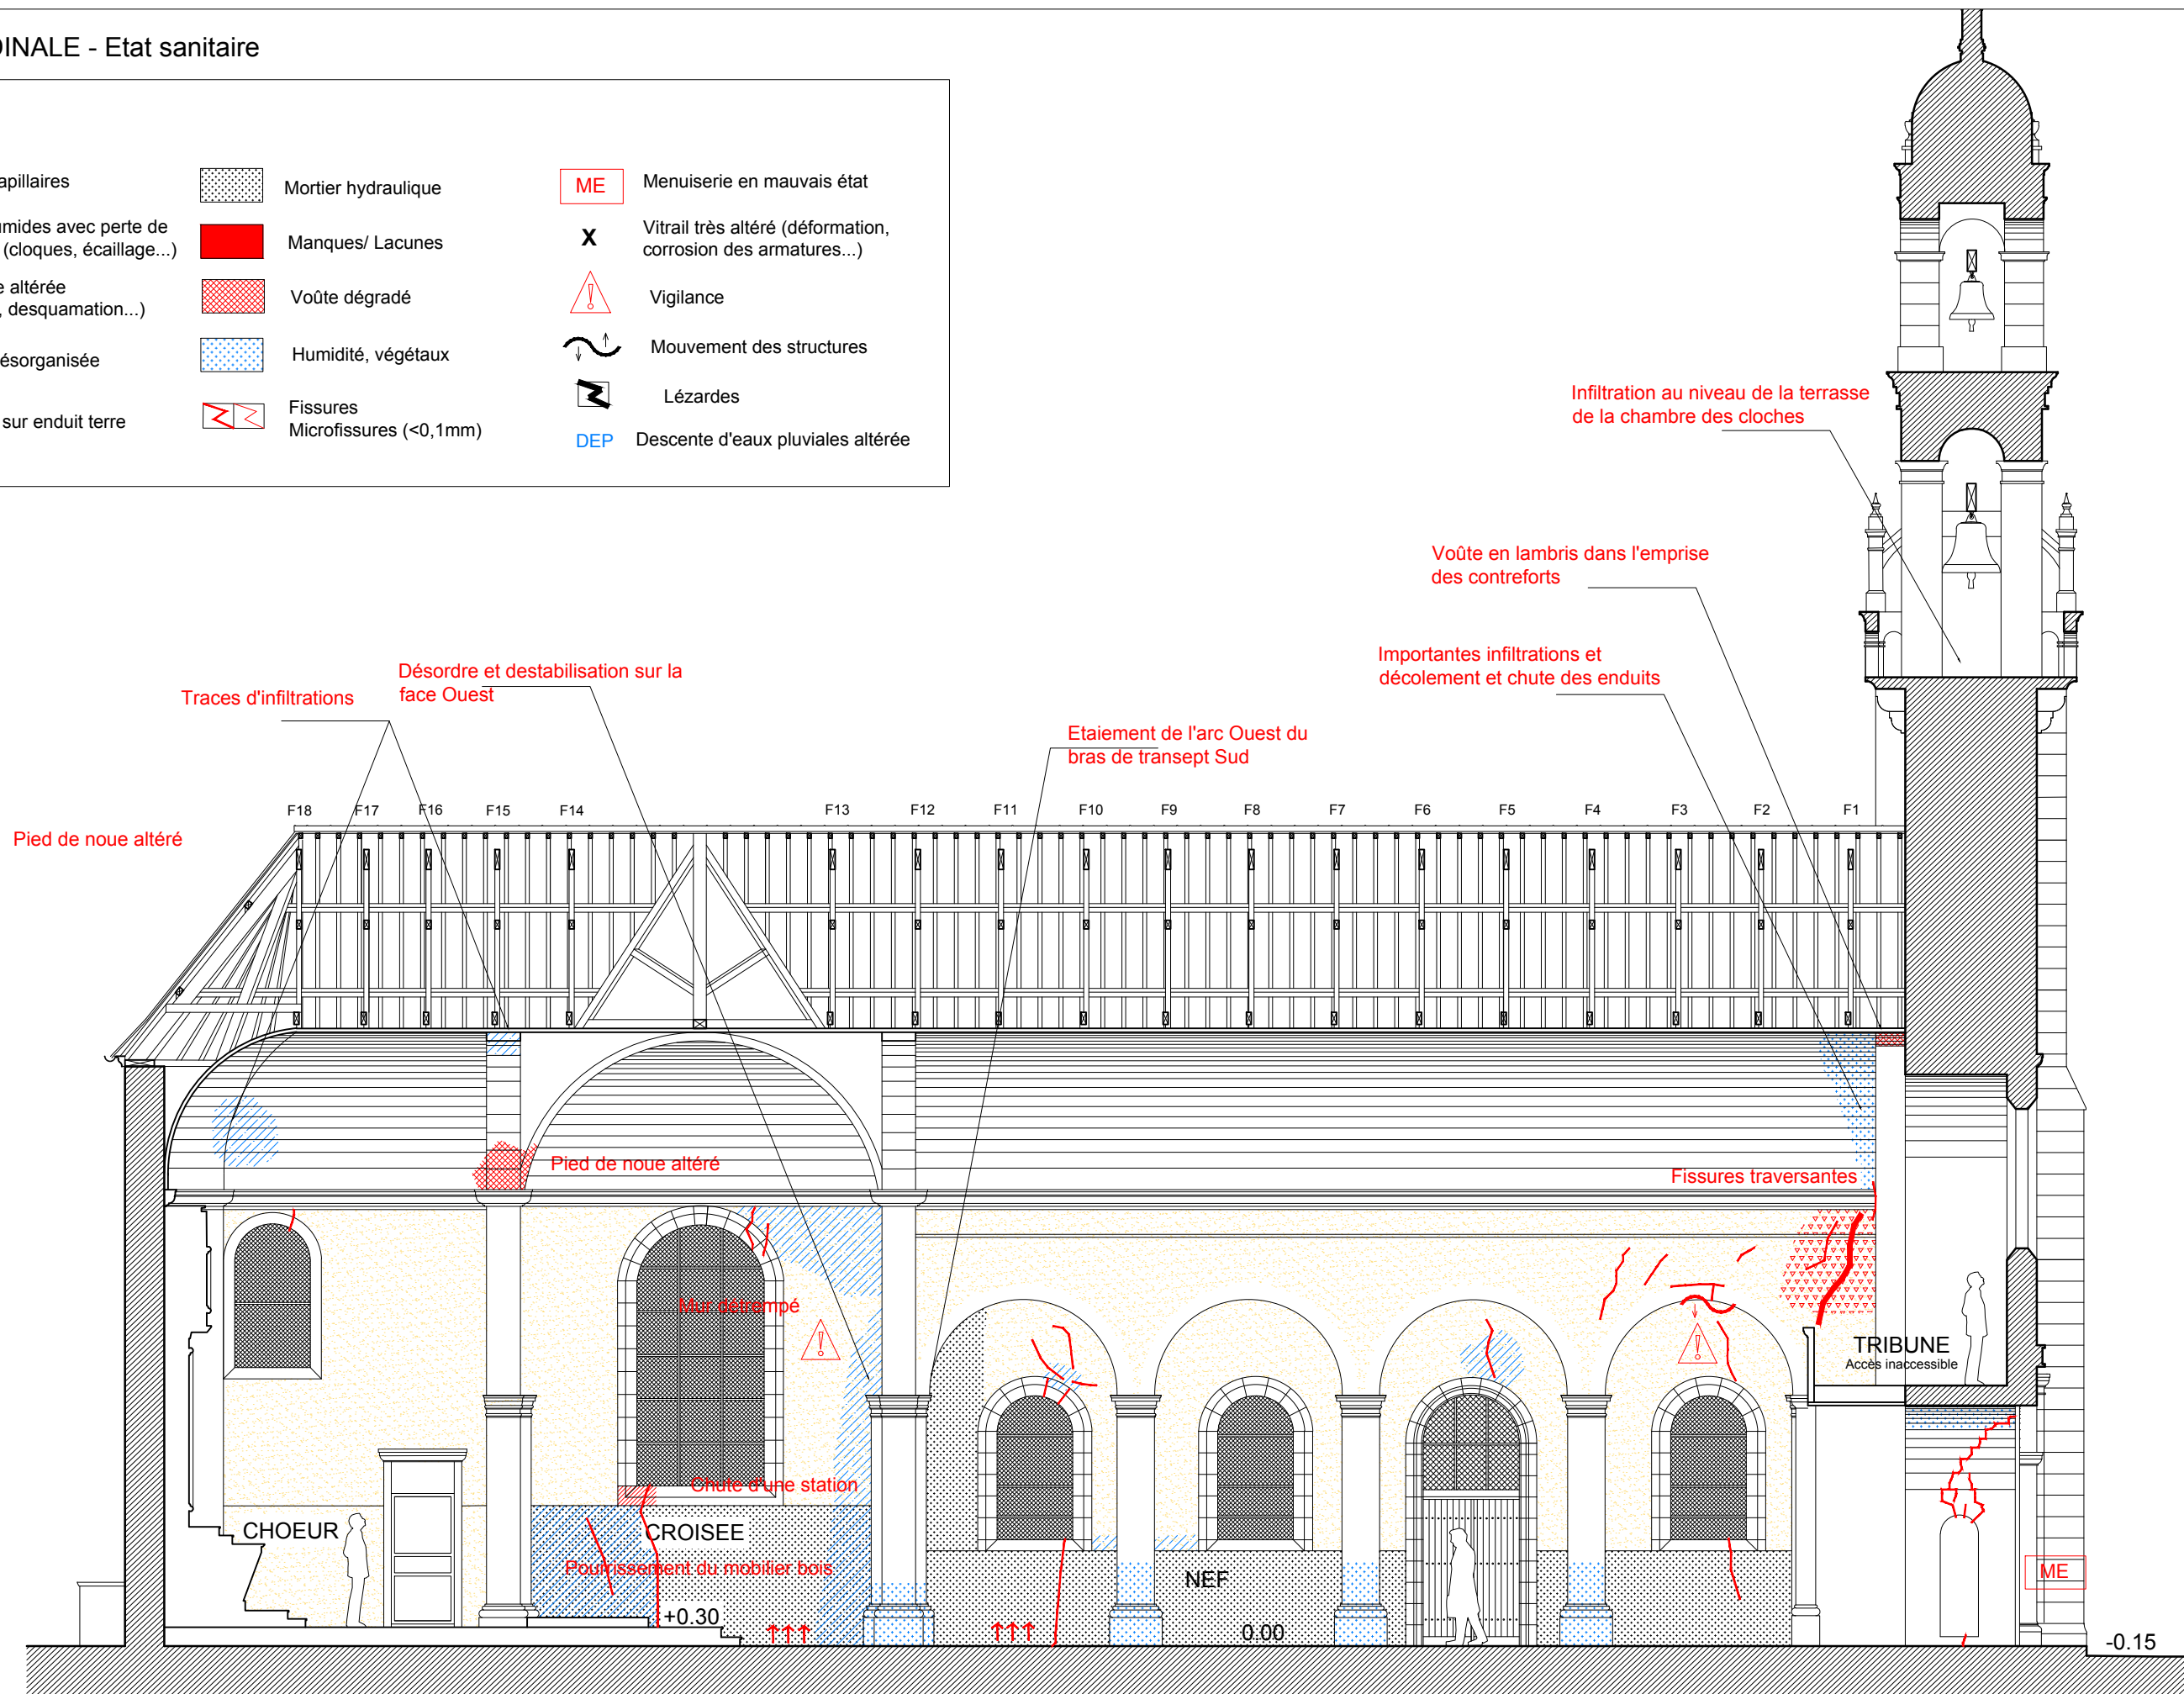 DINALE - Etat sanitaire
apillaires
umides avec perte de
(cloques, écaillage...)
e altérée
, desquamation...)
ésorganisée
sur enduit terre
Mortier hydraulique
Manques/ Lacunes
Voûte dégradé
Humidité, végétaux
Fissures
Microfissures (<0,1mm)
ME
Menuiserie en mauvais état
X
Vitrail très altéré (déformation,
corrosion des armatures...)
Vigilance
Mouvement des structures
Lézardes
DEP
Descente d'eaux pluviales altérée
Infiltration au niveau de la terrasse
de la chambre des cloches
Voûte en lambris dans l'emprise
des contreforts
Importantes infiltrations et
décolement et chute des enduits
Désordre et destabilisation sur la
face Ouest
Traces d'infiltrations
Etaiement de l'arc Ouest du
bras de transept Sud
Pied de noue altéré
F18 F17 F16 F15 F14 F13 F12 F11 F10 F9 F8 F7 F6 F5 F4 F3 F2 F1
Pied de noue altéré
Fissures traversantes
Mur détrempé
TRIBUNE
Accès inaccessible
Chute d'une station
CHOEUR
CROISEE
Pourrissement du mobilier bois
NEF
ME
+0.30
0.00
-0.15